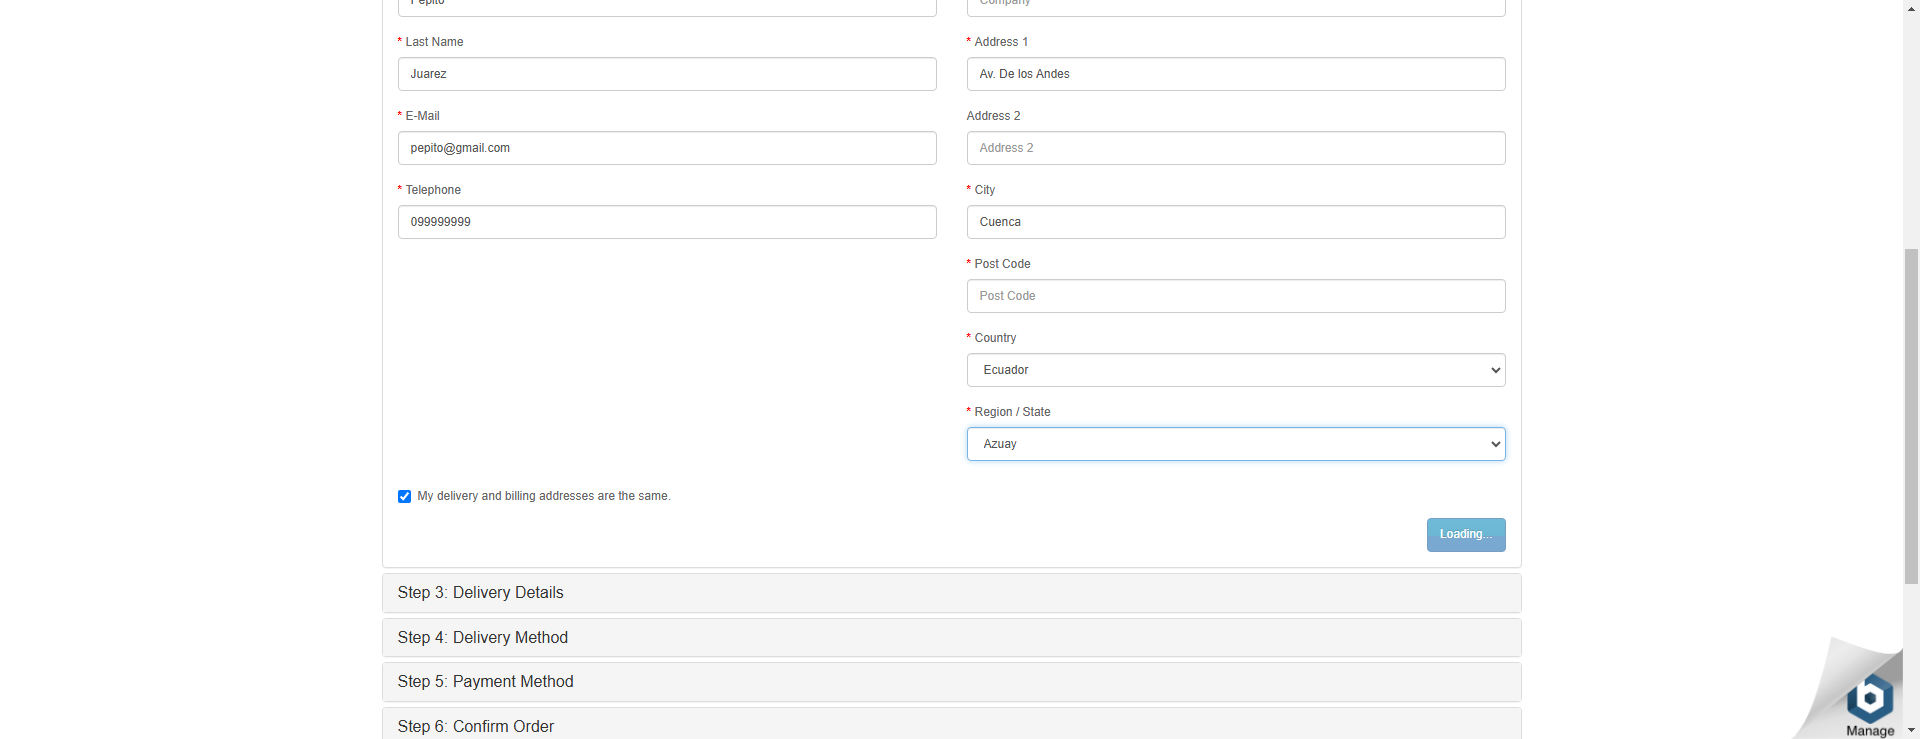 Pepito
Company
* Last Name
Juarez
* Address 1
Av. De los Andes
* E-Mail
pepito@gmail.com
Address 2
Address 2
* Telephone
099999999
* City
Cuenca
* Post Code
Post Code
* Country
Ecuador
* Region / State
Azuay
My delivery and billing addresses are the same.
Loading...
Step 3: Delivery Details
Step 4: Delivery Method
Step 5: Payment Method
Step 6: Confirm Order
Manage